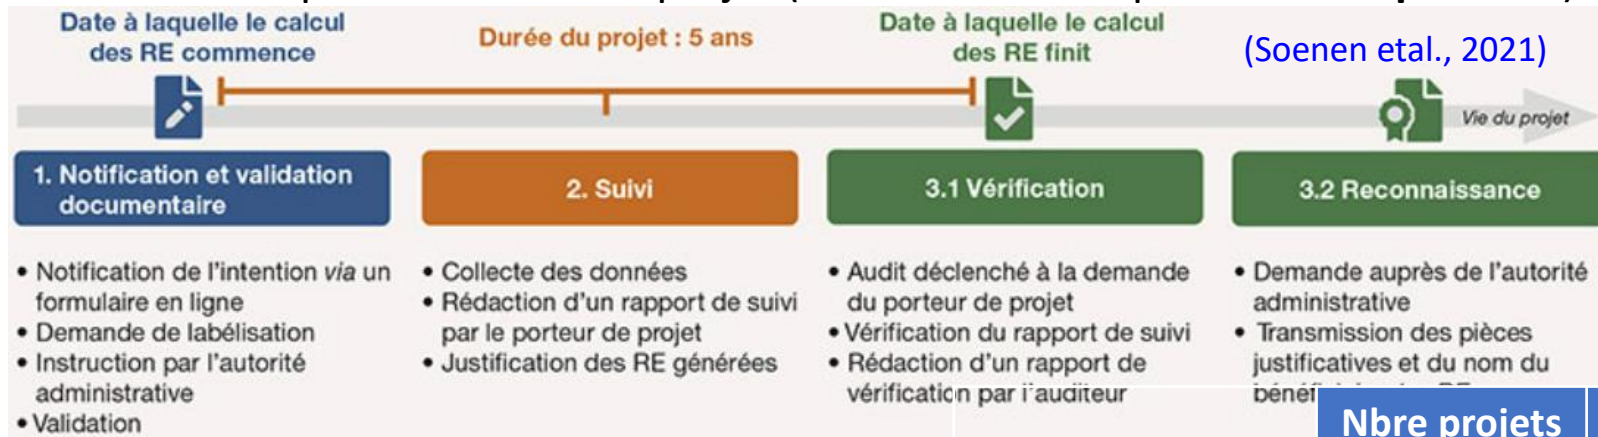 Date à laquelle le calcul
des RE commence
Durée du projet : 5 ans
Date à laquelle le calcul
des RE finit
(Soenen etal., 2021)
Vie du projet
1. Notification et validation
documentaire
2. Suivi
3.1 Vérification
3.2 Reconnaissance
• Notification de l'intention via un
formulaire en ligne
• Demande de labélisation
• Instruction par l'autorité
administrative
• Validation
• Collecte des données
• Rédaction d'un rapport de suivi
par le porteur de projet
• Justification des RE générées
• Audit déclenché à la demande
du porteur de projet
• Vérification du rapport de suivi
• Rédaction d'un rapport de
vérification par l'auditeur
• Demande auprès de l'autorité
administrative
• Transmission des pièces
justificatives et du nom du
Nbre projets